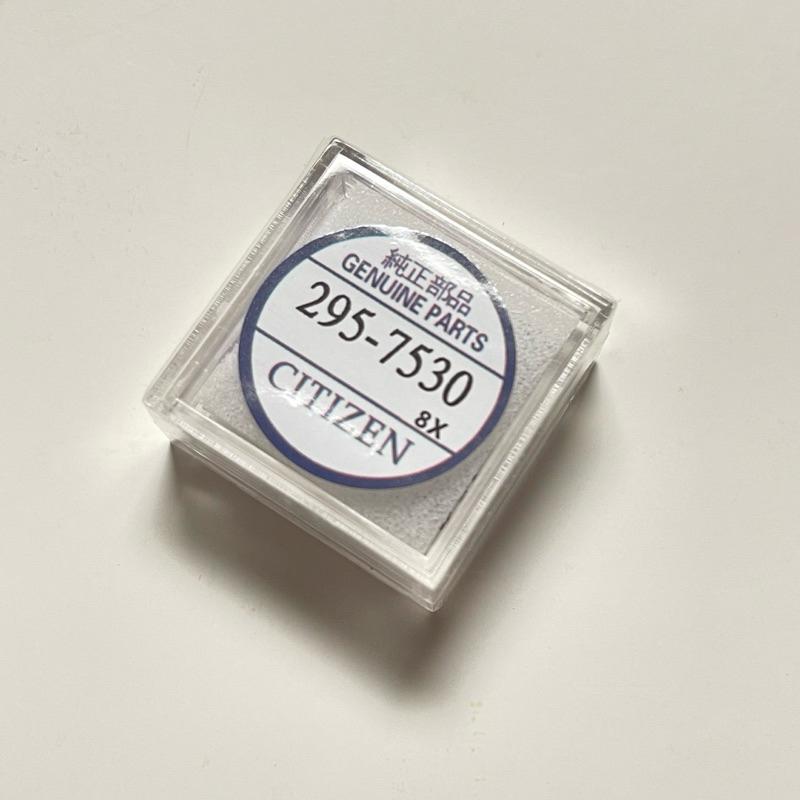 純正部品
GENUINE PARTS
295-7530
8X
CITIZEN